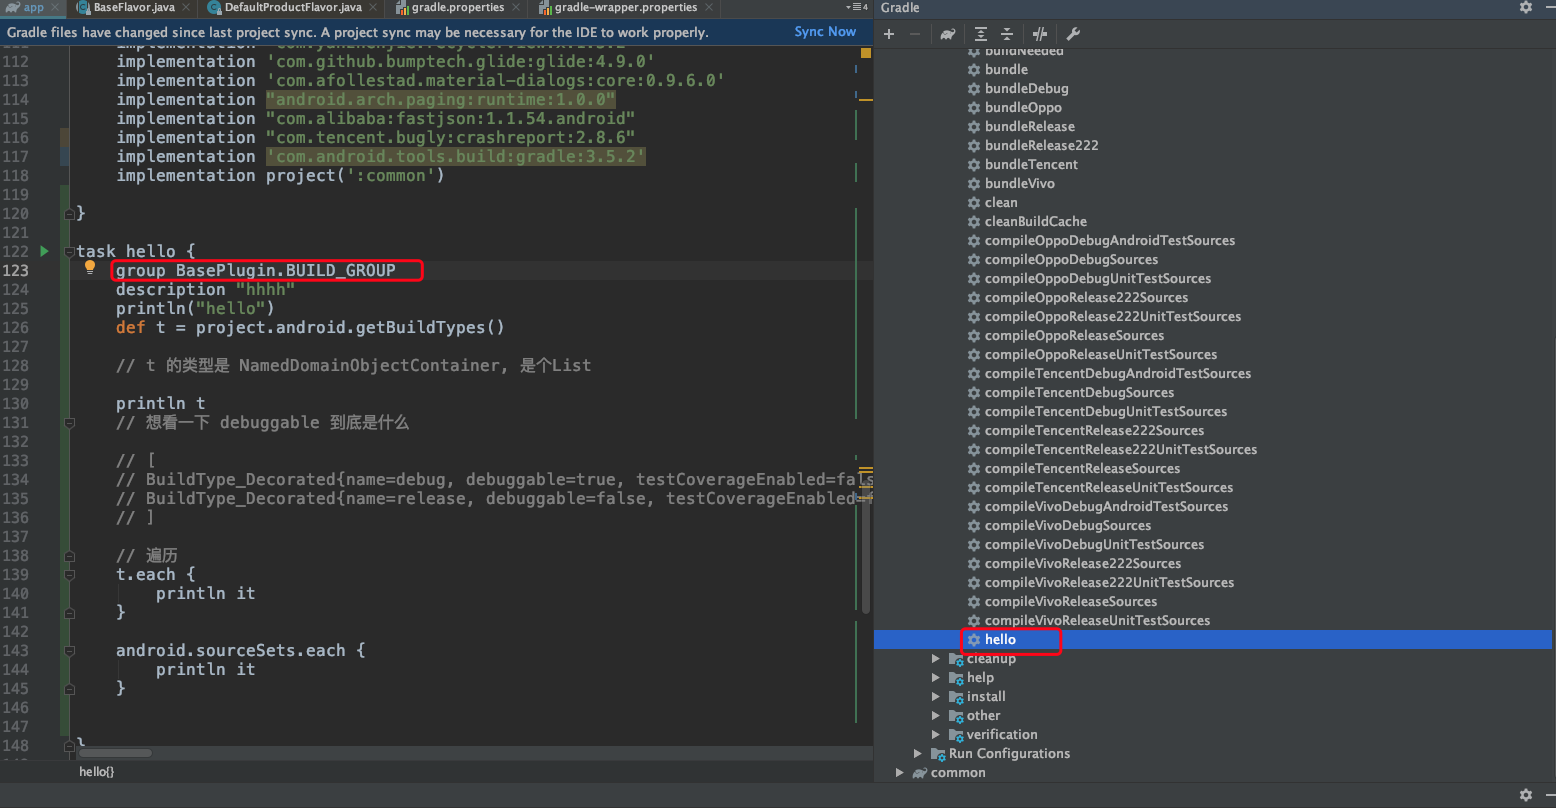 app
BaseFlavor.java
DefaultProductFlavor.java
gradle.properties
gradle-wrapper.properties
4
Gradle files have changed since last project sync. A project sync may be necessary for the IDE to work properly.
Sync Now
112 implementation 'com.github.bumptech.glide:glide:4.9.0'
113 implementation 'com.afollestad.material-dialogs:core:0.9.6.0'
114 implementation "android.arch.paging:runtime:1.0.0"
115 implementation "com.alibaba:fastjson:1.1.54.android"
116 implementation "com.tencent.bugly:crashreport:2.8.6"
117 implementation 'com.android.tools.build:gradle:3.5.2'
118 implementation project(':common')
119
120 }
121
122 task hello {
123 group BasePlugin.BUILD_GROUP
124 description "hhhh"
125 println("hello")
126 def t = project.android.getBuildTypes()
127
128 // t 的类型是 NamedDomainObjectContainer, 是个List
129
130 println t
131 // 想看一下 debuggable 到底是什么
132
133 // [
134 // BuildType_Decorated{name=debug, debuggable=true, testCoverageEnabled=fals
135 // BuildType_Decorated{name=release, debuggable=false, testCoverageEnabled=f
136 // ]
137
138 // 遍历
139 t.each {
140 println it
141 }
142
143 android.sourceSets.each {
144 println it
145 }
146
147
148 }
hello{}
Gradle
buildNeeded
bundle
bundleDebug
bundleOppo
bundleRelease
bundleRelease222
bundleTencent
bundleVivo
clean
cleanBuildCache
compileOppoDebugAndroidTestSources
compileOppoDebugSources
compileOppoDebugUnitTestSources
compileOppoRelease222Sources
compileOppoRelease222UnitTestSources
compileOppoReleaseSources
compileOppoReleaseUnitTestSources
compileTencentDebugAndroidTestSources
compileTencentDebugSources
compileTencentDebugUnitTestSources
compileTencentRelease222Sources
compileTencentRelease222UnitTestSources
compileTencentReleaseSources
compileTencentReleaseUnitTestSources
compileVivoDebugAndroidTestSources
compileVivoDebugSources
compileVivoDebugUnitTestSources
compileVivoRelease222Sources
compileVivoRelease222UnitTestSources
compileVivoReleaseSources
compileVivoReleaseUnitTestSources
hello
cleanup
help
install
other
verification
Run Configurations
common